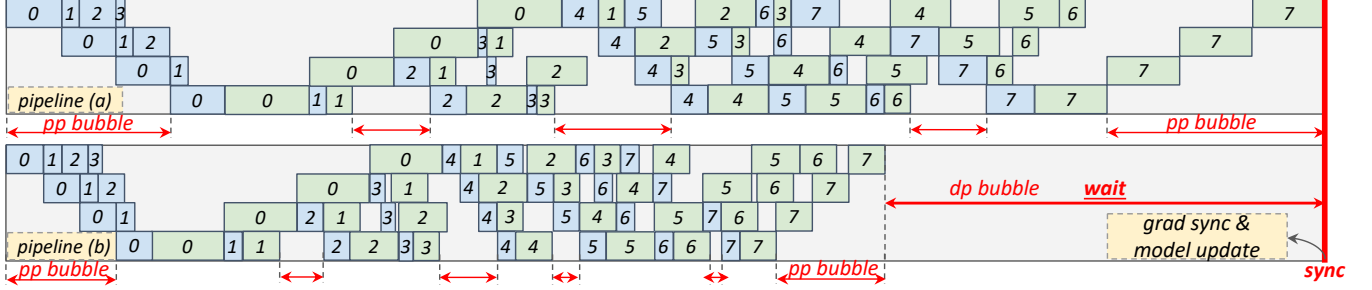 0 1 2 3 0 4 1 5 2 6 3 7 4 5 6 7
0 1 2 0 3 1 4 2 5 3 6 4 7 5 6 7
0 1 0 2 1 3 2 4 3 5 4 6 5 7 6 7
pipeline (a) 0 0 1 1 2 2 3 3 4 4 5 5 6 6 7 7
pp bubble pp bubble
0 1 2 3 0 4 1 5 2 6 3 7 4 5 6 7
0 1 2 0 3 1 4 2 5 3 6 4 7 5 6 7 dp bubble wait
0 1 0 2 1 3 2 4 3 5 4 6 5 7 6 7
pipeline (b) 0 0 1 1 2 2 3 3 4 4 5 5 6 6 7 7
grad sync &
model update
pp bubble pp bubble sync